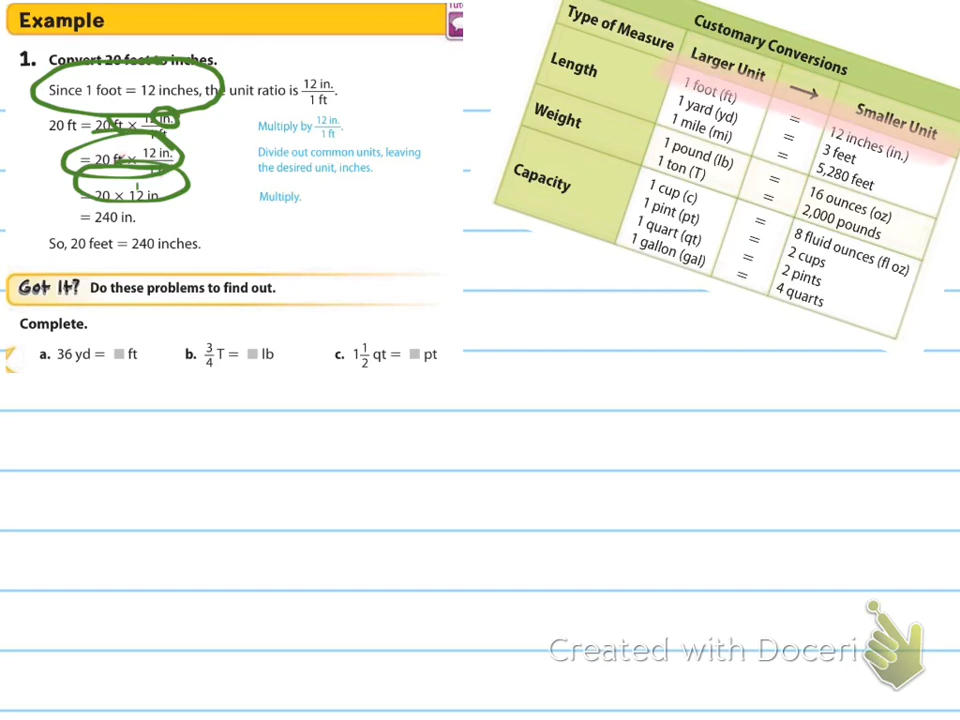 Example
1. Convert 20 feet to inches.
Since 1 foot = 12 inches, the unit ratio is 12 in. / 1 ft.
20 ft = 20 ft × 12 in. / 1 ft
Multiply by 12 in. / 1 ft.
= 20 ft × 12 in.
Divide out common units, leaving
the desired unit, inches.
= 20 × 12 in.
Multiply.
= 240 in.
So, 20 feet = 240 inches.
Got It? Do these problems to find out.
Complete.
a. 36 yd = ■ ft b. 3/4 T = ■ lb c. 1 1/2 qt = ■ pt
Customary Conversions
Type of Measure Larger Unit → Smaller Unit
Length 1 foot (ft) = 12 inches (in.)
1 yard (yd) = 3 feet
1 mile (mi) = 5,280 feet
Weight 1 pound (lb) = 16 ounces (oz)
1 ton (T) = 2,000 pounds
Capacity 1 cup (c) = 8 fluid ounces (fl oz)
1 pint (pt) = 2 cups
1 quart (qt) = 2 pints
1 gallon (gal) = 4 quarts
Created with Doceri